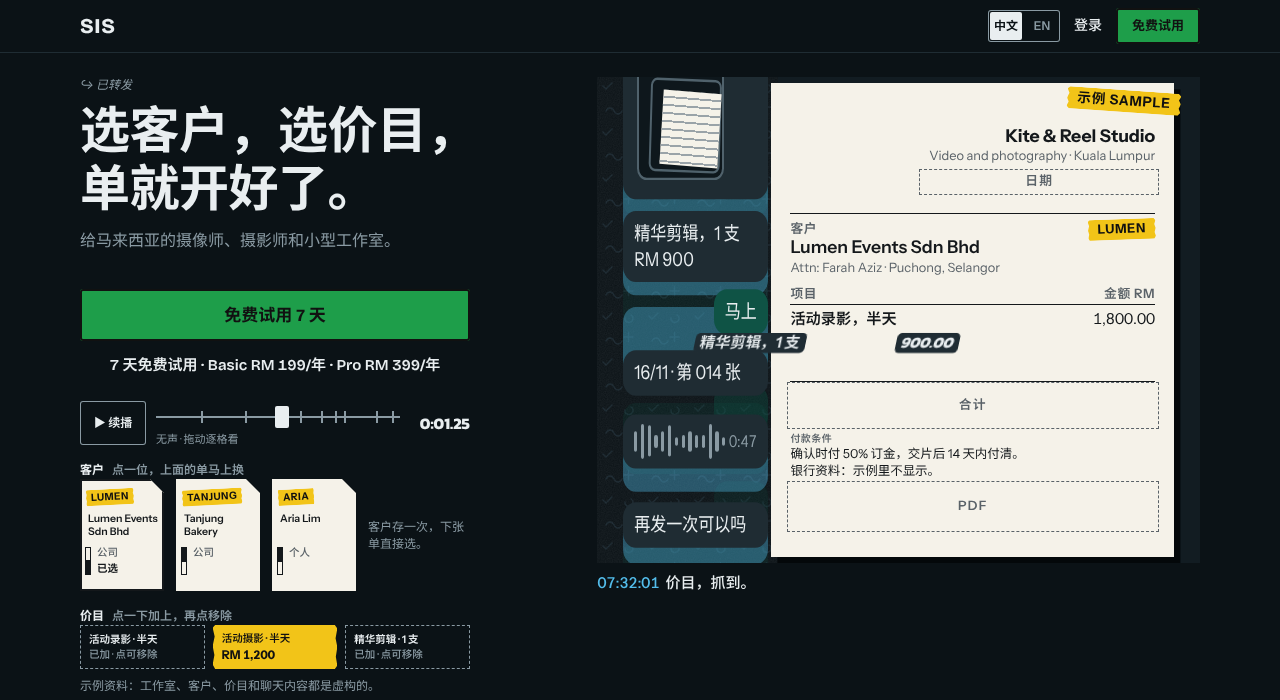 SIS
中文 EN 登录 免费试用
↪ 已转发
选客户，选价目，
单就开好了。
给马来西亚的摄像师、摄影师和小型工作室。
免费试用 7 天
7 天免费试用 · Basic RM 199/年 · Pro RM 399/年
▶ 续播
0:01.25
无声 · 拖动逐格看
客户 点一位，上面的单马上换
LUMEN
Lumen Events
Sdn Bhd
公司
已选
TANJUNG
Tanjung
Bakery
公司
ARIA
Aria Lim
个人
客户存一次，下张
单直接选。
价目 点一下加上，再点移除
活动录影 · 半天
已加 · 点可移除
活动摄影 · 半天
RM 1,200
精华剪辑 · 1 支
已加 · 点可移除
示例资料：工作室、客户、价目和聊天内容都是虚构的。
精华剪辑，1 支
RM 900
马上
精华剪辑，1 支
900.00
16/11 · 第 014 张
0:47
再发一次可以吗
示例 SAMPLE
Kite & Reel Studio
Video and photography · Kuala Lumpur
日期
客户
LUMEN
Lumen Events Sdn Bhd
Attn: Farah Aziz · Puchong, Selangor
项目 金额 RM
活动录影，半天 1,800.00
合计
付款条件
确认时付 50% 订金，交片后 14 天内付清。
银行资料：示例里不显示。
PDF
07:32:01 价目，抓到。